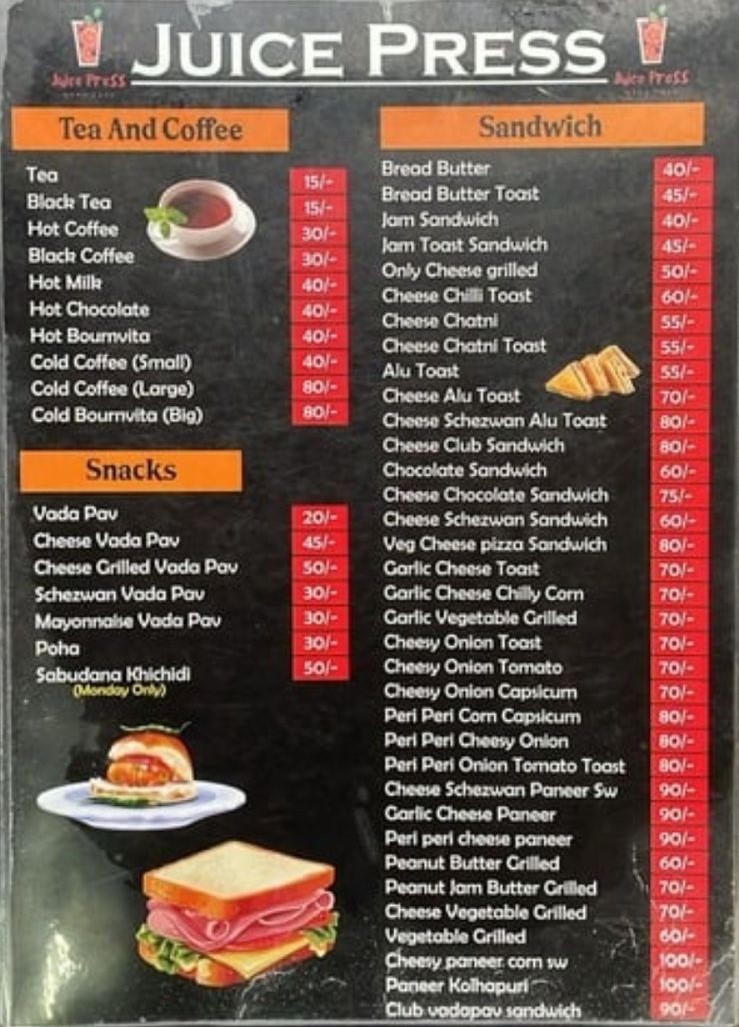 Juice Press
JUICE PRESS
Juice Press
Tea And Coffee
Tea 15/-
Black Tea 15/-
Hot Coffee 30/-
Black Coffee 30/-
Hot Milk 40/-
Hot Chocolate 40/-
Hot Bournvita 40/-
Cold Coffee (Small) 40/-
Cold Coffee (Large) 80/-
Cold Bournvita (Big) 80/-
Snacks
Vada Pav 20/-
Cheese Vada Pav 45/-
Cheese Grilled Vada Pav 50/-
Schezwan Vada Pav 30/-
Mayonnaise Vada Pav 30/-
Poha 30/-
Sabudana Khichidi 50/-
(Monday Only)
Sandwich
Bread Butter 40/-
Bread Butter Toast 45/-
Jam Sandwich 40/-
Jam Toast Sandwich 45/-
Only Cheese grilled 50/-
Cheese Chilli Toast 60/-
Cheese Chatni 55/-
Cheese Chatni Toast 55/-
Alu Toast 55/-
Cheese Alu Toast 70/-
Cheese Schezwan Alu Toast 80/-
Cheese Club Sandwich 80/-
Chocolate Sandwich 60/-
Cheese Chocolate Sandwich 75/-
Cheese Schezwan Sandwich 60/-
Veg Cheese pizza Sandwich 80/-
Garlic Cheese Toast 70/-
Garlic Cheese Chilly Corn 70/-
Garlic Vegetable Grilled 70/-
Cheesy Onion Toast 70/-
Cheesy Onion Tomato 70/-
Cheesy Onion Capsicum 70/-
Peri Peri Corn Capsicum 80/-
Peri Peri Cheesy Onion 80/-
Peri Peri Onion Tomato Toast 80/-
Cheese Schezwan Paneer Sw 90/-
Garlic Cheese Paneer 90/-
Peri peri cheese paneer 90/-
Peanut Butter Grilled 60/-
Peanut Jam Butter Grilled 70/-
Cheese Vegetable Grilled 70/-
Vegetable Grilled 60/-
Cheesy paneer corn sw 100/-
Paneer Kolhapuri 100/-
Club vadapav sandwich 90/-